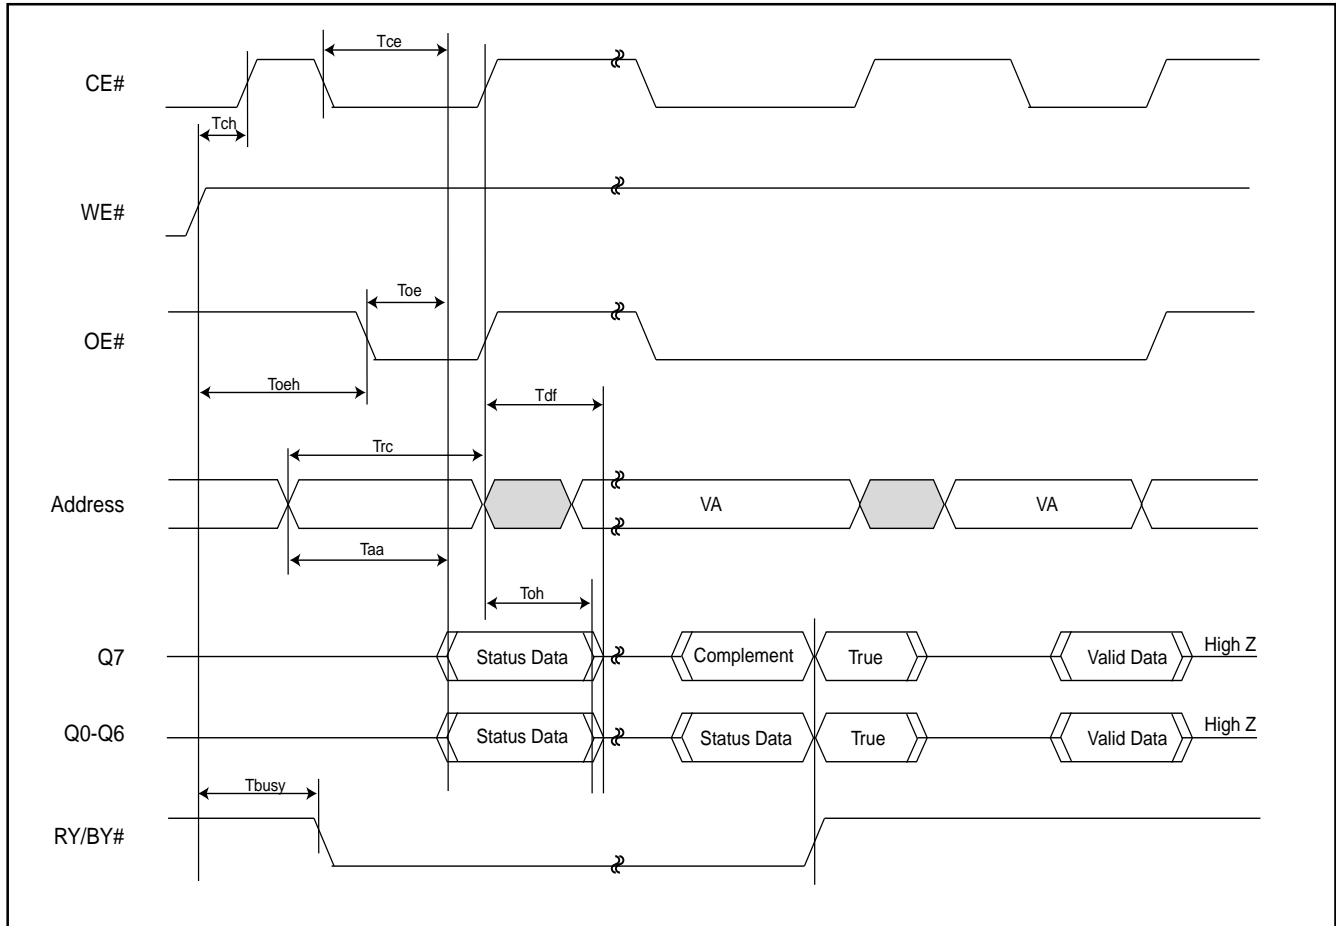 Tce
CE#
Tch
WE#
Toe
OE#
Toeh
Tdf
Trc
Address
VA
VA
Taa
Toh
Q7
Status Data
Complement
True
Valid Data
High Z
Q0-Q6
Status Data
Status Data
True
Valid Data
High Z
Tbusy
RY/BY#